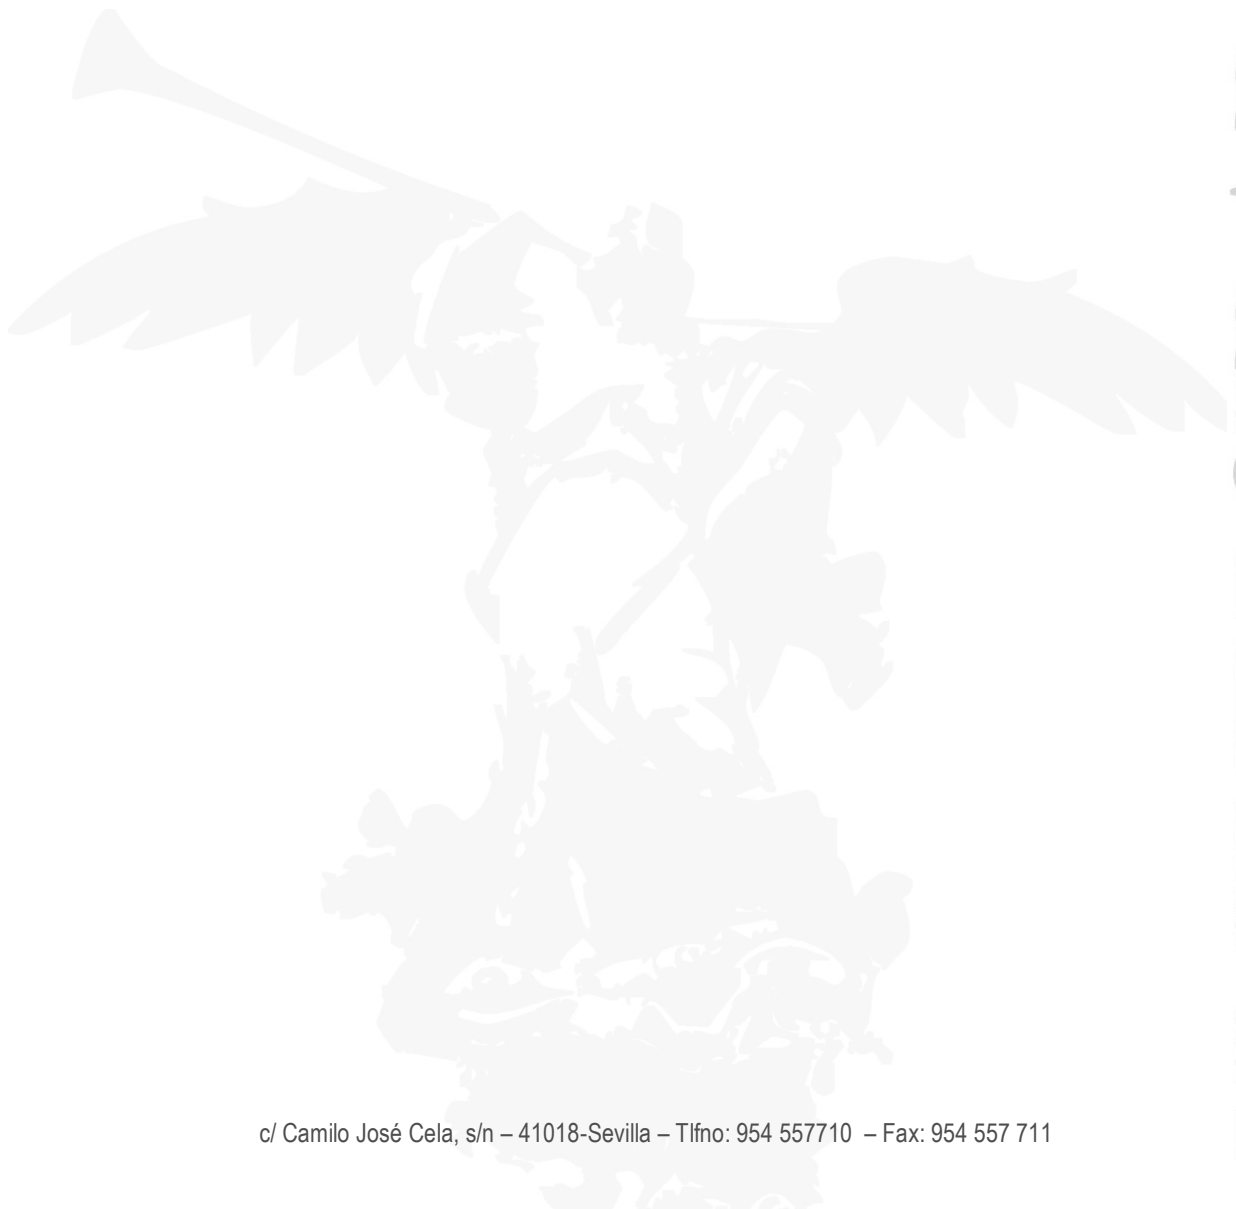 c/ Camilo José Cela, s/n – 41018-Sevilla – Tlfno: 954 557710 – Fax: 954 557 711